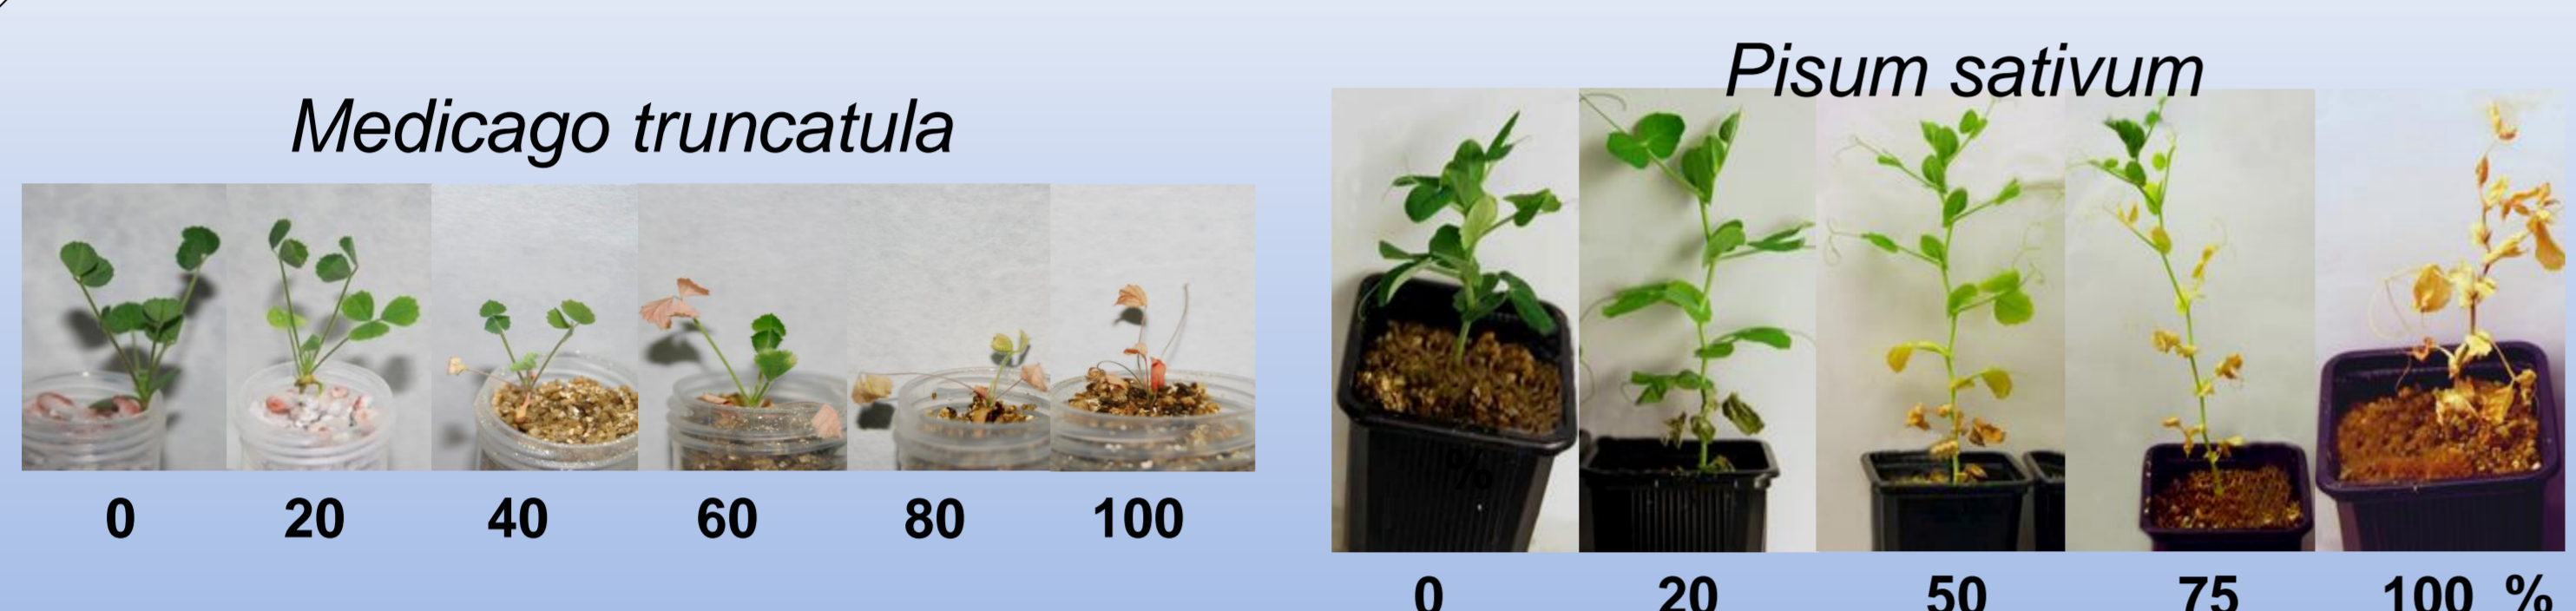 Medicago truncatula
0 20 40 60 80 100
Pisum sativum
%
0 20 50 75 100 %